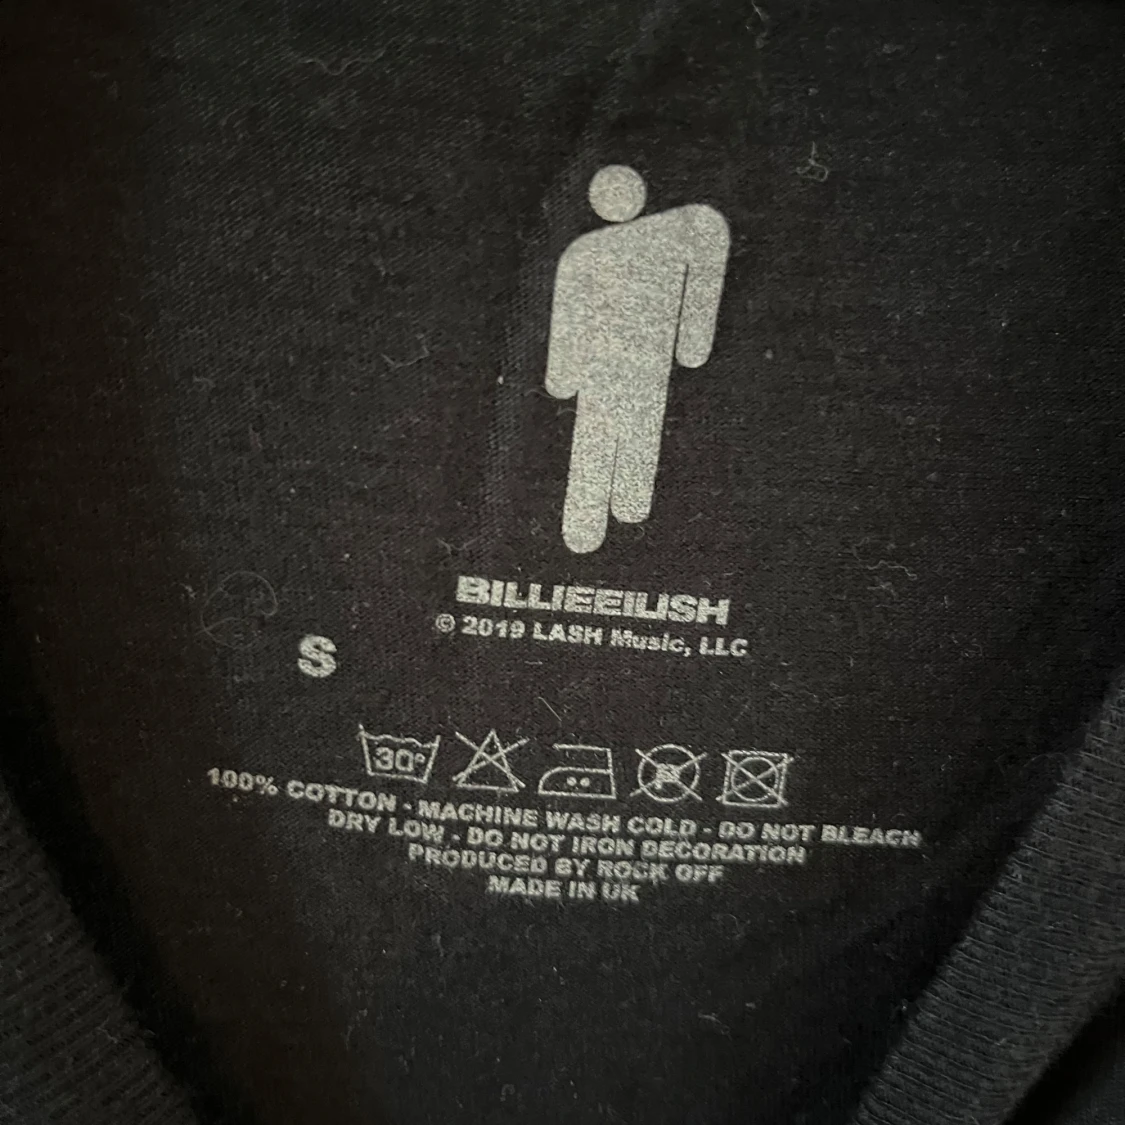 BILLIEEILISH
© 2019 LASH Music, LLC
S
30°
100% COTTON - MACHINE WASH COLD - DO NOT BLEACH
DRY LOW - DO NOT IRON DECORATION
PRODUCED BY ROCK OFF
MADE IN UK